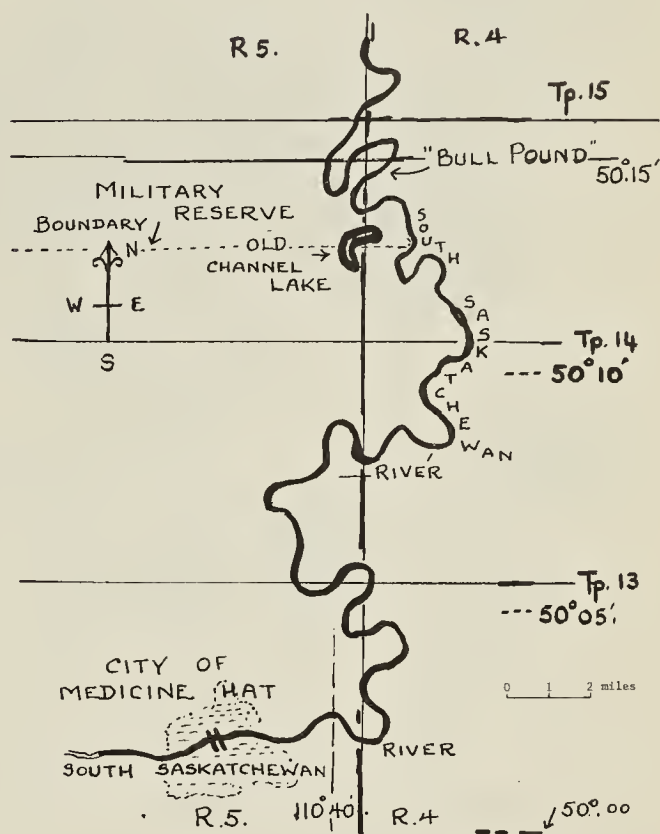 R 5.
R.4
Tp.15
"BULL POUND"
50°.15'
MILITARY
RESERVE
BOUNDARY
N
OLD
CHANNEL
LAKE
SOUTH
W E
S
SASKATCHEWAN
Tp.14
50°10'
RIVER
Tp.13
50°05'.
CITY OF
MEDICINE HAT
0 1 2 miles
RIVER
SOUTH SASKATCHEWAN
R.5. 110°40' R.4
50°.00